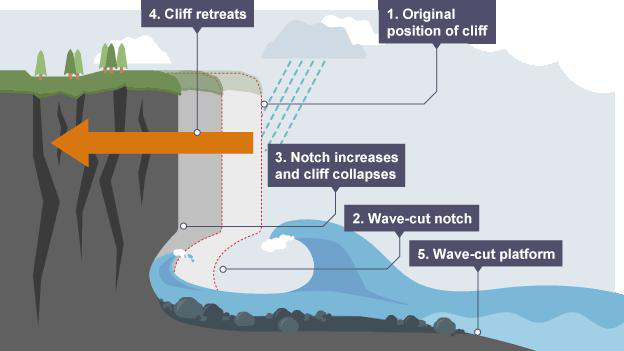 4. Cliff retreats
1. Original
position of cliff
3. Notch increases
and cliff collapses
2. Wave-cut notch
5. Wave-cut platform